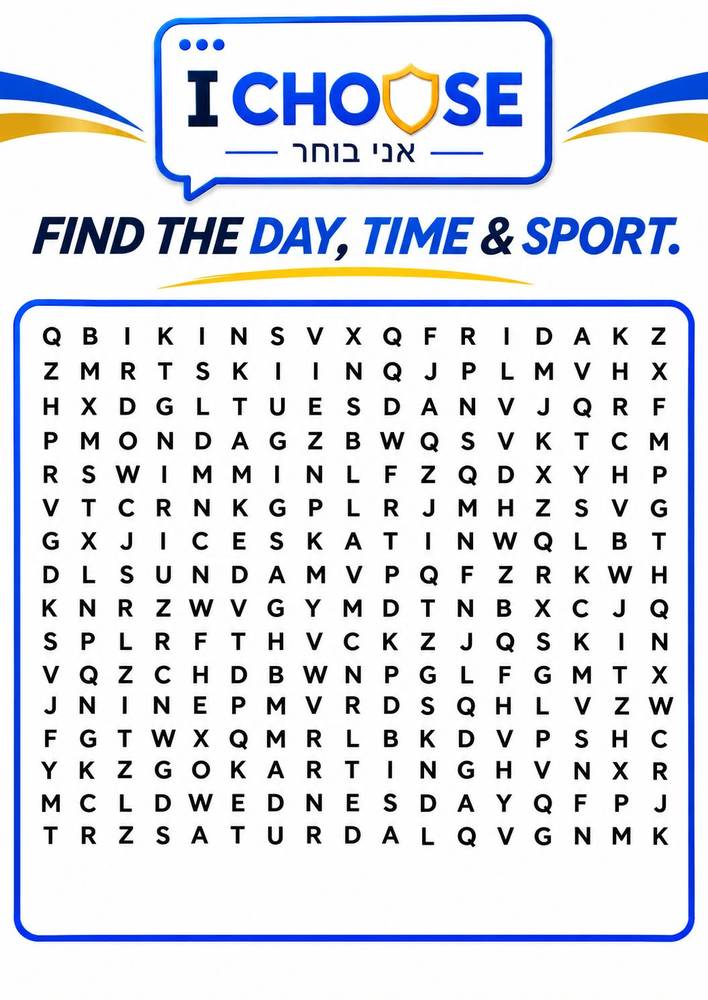 I CHOOSE
אני בוחר
FIND THE DAY, TIME & SPORT.
Q B I K I N S V X Q F R I D A K Z
Z M R T S K I I N Q J P L M V H X
H X D G L T U E S D A N V J Q R F
P M O N D A G Z B W Q S V K T C M
R S W I M M I N L F Z Q D X Y H P
V T C R N K G P L R J M H Z S V G
G X J I C E S K A T I N W Q L B T
D L S U N D A M V P Q F Z R K W H
K N R Z W V G Y M D T N B X C J Q
S P L R F T H V C K Z J Q S K I N
V Q Z C H D B W N P G L F G M T X
J N I N E P M V R D S Q H L V Z W
F G T W X Q M R L B K D V P S H C
Y K Z G O K A R T I N G H V N X R
M C L D W E D N E S D A Y Q F P J
T R Z S A T U R D A L Q V G N M K